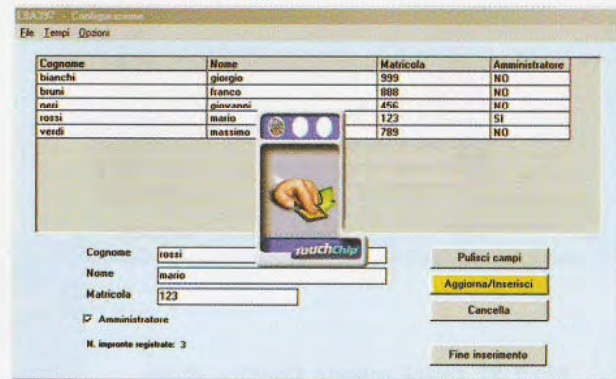 LSA397 - Configurazione
File Tempi Opzioni
Cognome Nome Matricola Amministratore
bianchi giorgio 999 NO
bruni franco 888 NO
neri giovanni 456 NO
rossi mario 123 SI
verdi massimo 789 NO
TOUCHChip
Cognome rossi
Pulisci campi
Nome mario
Aggiorna/Inserisci
Matricola 123
Cancella
Amministratore
N. impronte registrate: 3
Fine inserimento